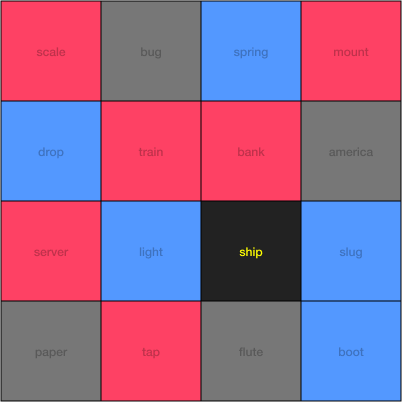 scale bug spring mount
drop train bank america
server light ship slug
paper tap flute boot